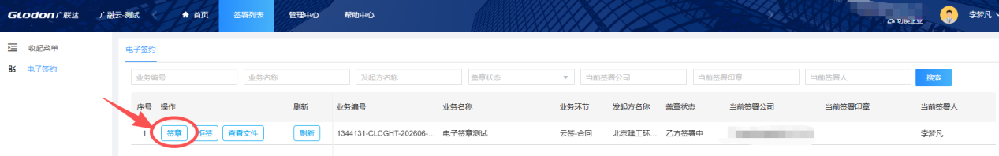 GLODON广联达 广融云-测试 首页 签署列表 管理中心 帮助中心 切换企业 李梦凡
收起菜单
电子签约
电子签约
业务编号 业务名称 发起方名称 盖章状态 当前签署公司 当前签署印章 当前签署人 搜索
序号 操作 刷新 业务编号 业务名称 业务环节 发起方名称 盖章状态 当前签署公司 当前签署印章 当前签署人
1 签章 拒签 查看文件 刷新 1344131-CLCGHT-202606-... 电子签章测试 云签-合同 北京建工环... 乙方签署中 李梦凡